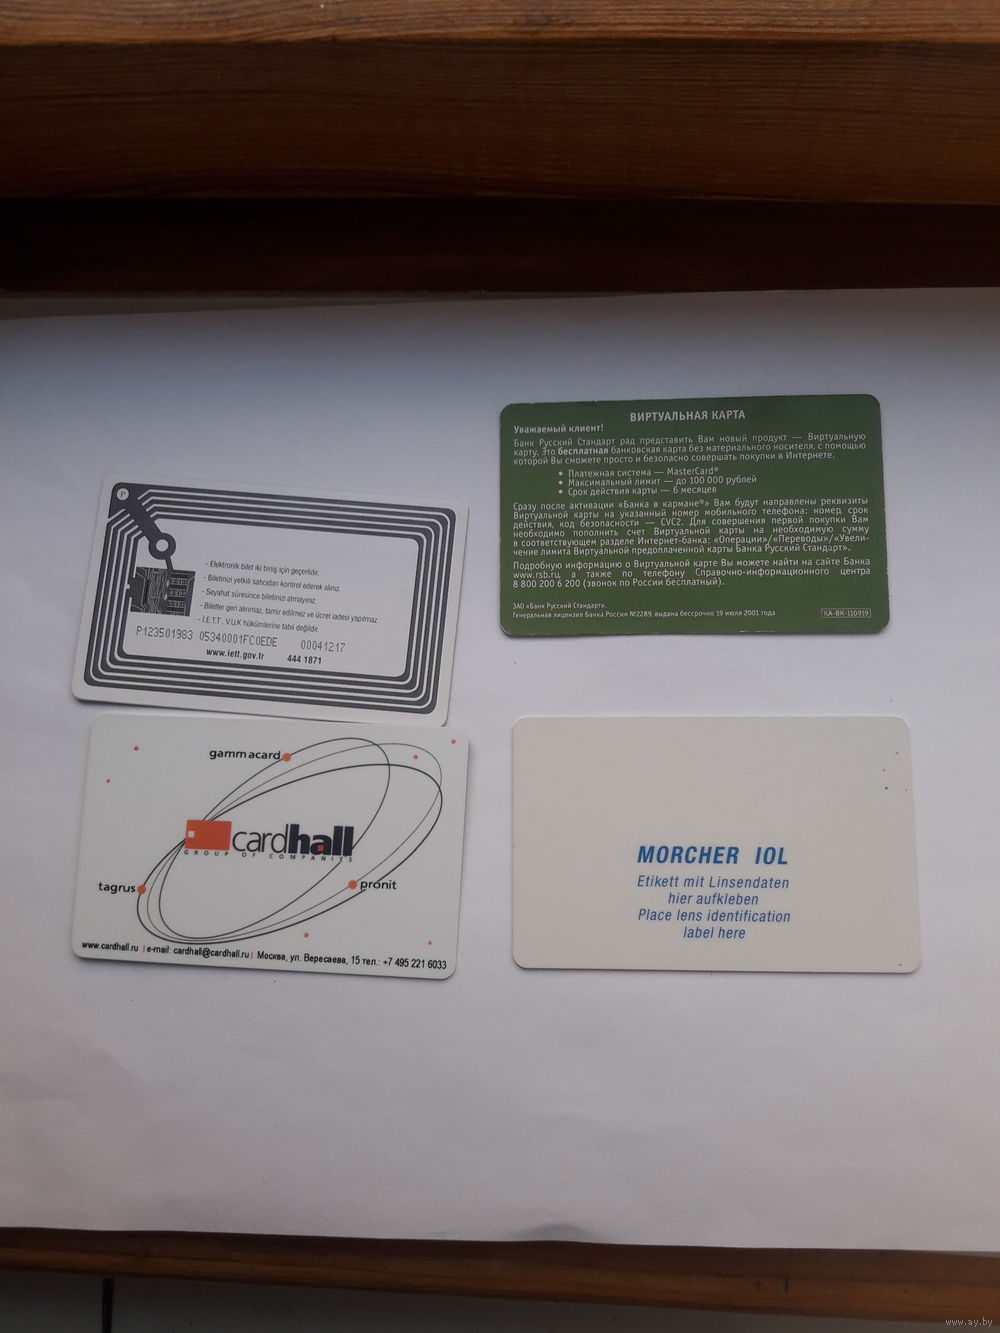 ВИРТУАЛЬНАЯ КАРТА
Уважаемый клиент!
Банк Русский Стандарт рад представить Вам новый продукт — Виртуальную
карту. Это бесплатная банковская карта без материального носителя, с помощью
которой Вы сможете просто и безопасно совершать покупки в Интернете.
• Платежная система — MasterCard®
• Максимальный лимит — до 100 000 рублей
• Срок действия карты — 6 месяцев
Сразу после активации «Банка в кармане®» Вам будут направлены реквизиты
Виртуальной карты на указанный номер мобильного телефона: номер, срок
действия, код безопасности — CVC2. Для совершения первой покупки Вам
необходимо пополнить счет Виртуальной карты на необходимую сумму
в соответствующем разделе Интернет-банка: «Операции»/«Переводы»/«Увели-
чение лимита Виртуальной предоплаченной карты Банка Русский Стандарт».
Подробную информацию о Виртуальной карте Вы можете найти на сайте Банка
www.rsb.ru, а также по телефону Справочно-информационного центра
8 800 200 6 200 (звонок по России бесплатный).
ЗАО «Банк Русский Стандарт».
Генеральная лицензия Банка России №2289, выдана бессрочно 19 июля 2001 года
КА-ВК-110919
P
- Elektronik bilet iki biniş için geçerlidir.
- Biletinizi yetkili satıcıdan kontrol ederek alınız.
- Seyahat süresince biletinizi atmayınız.
- Biletler geri alınmaz, tamir edilmez ve ücret iadesi yapılmaz.
- İ.E.T.T . V.U.K hükümlerine tabii değildir.
P123501983 05340001FC0EDE 00041217
www.iett.gov.tr 444 1871
gammacard
cardhall
GROUP OF COMPANIES
tagrus
pronit
www.cardhall.ru | e-mail: cardhall@cardhall.ru | Москва, ул. Вересаева, 15 тел.: +7 495 221 6033
MORCHER IOL
Etikett mit Linsendaten
hier aufkleben
Place lens identification
label here
www.ay.by